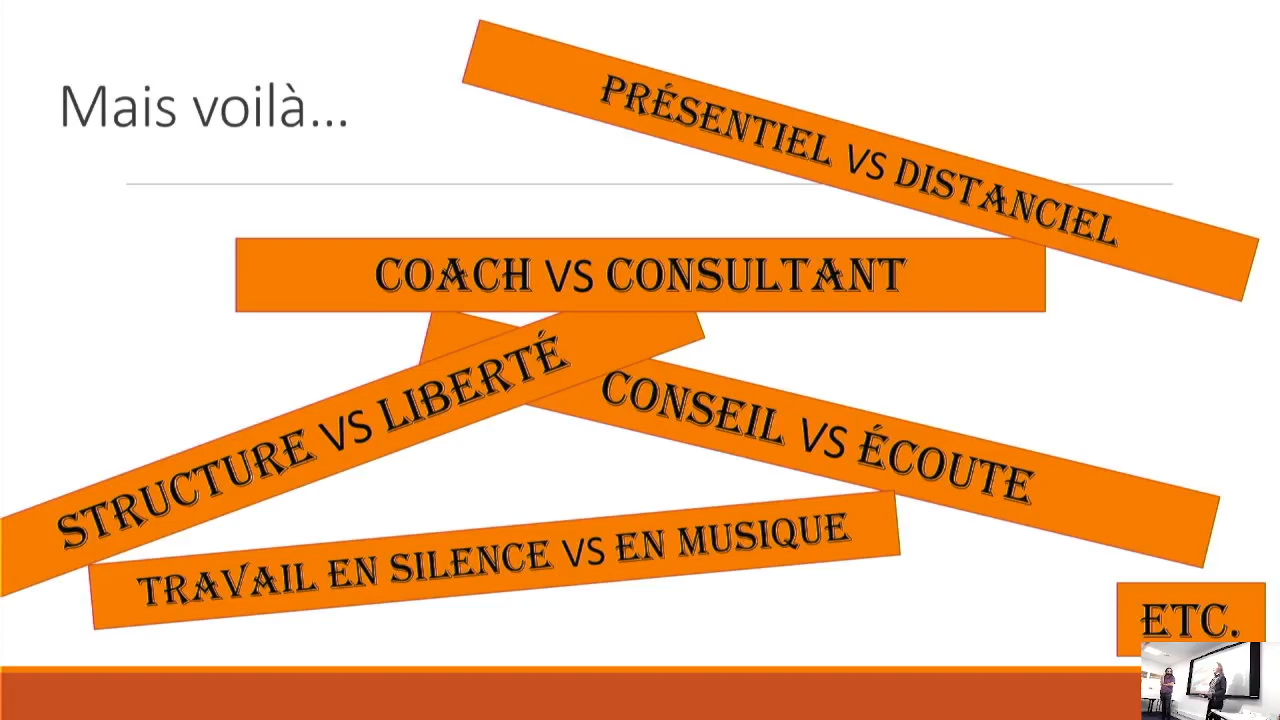 Mais voilà...
PRÉSENTIEL VS DISTANCIEL
COACH VS CONSULTANT
STRUCTURE VS LIBERTÉ
CONSEIL VS ÉCOUTE
TRAVAIL EN SILENCE VS EN MUSIQUE
ETC.